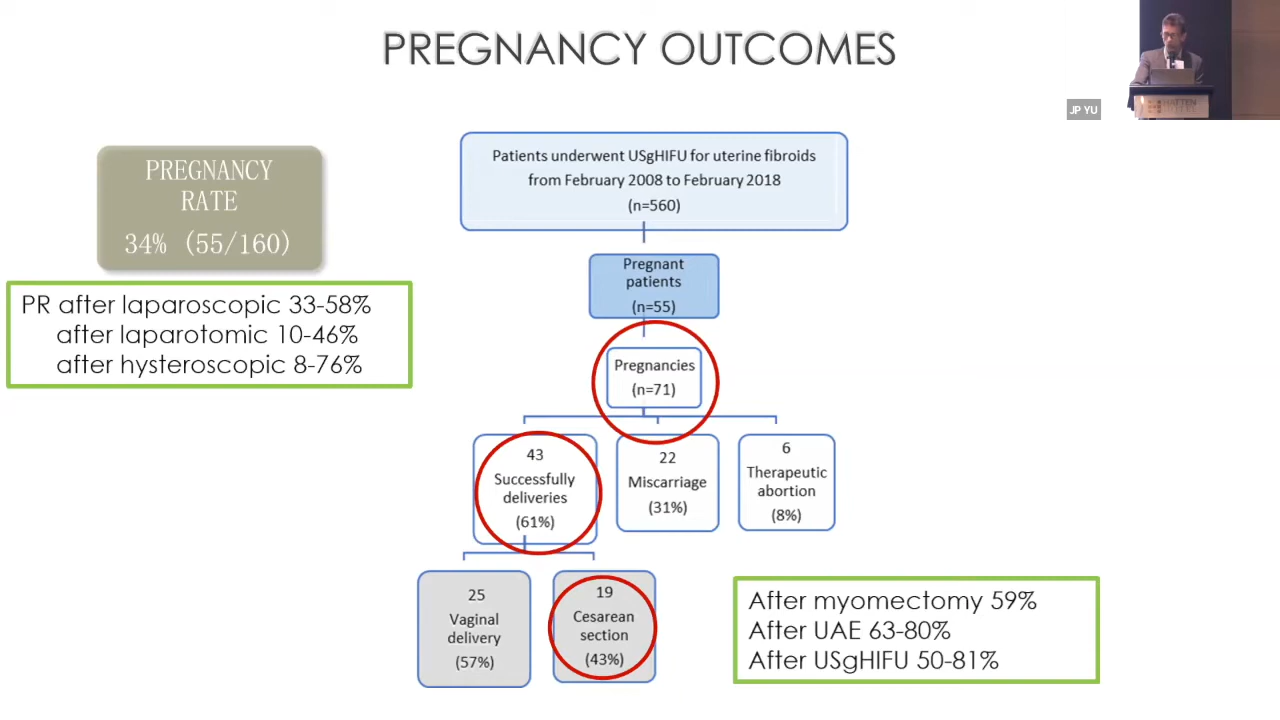 PREGNANCY OUTCOMES
JP YU
HATTEN
PREGNANCY
RATE
34% (55/160)
PR after laparoscopic 33-58%
after laparotomic 10-46%
after hysteroscopic 8-76%
Patients underwent USgHIFU for uterine fibroids
from February 2008 to February 2018
(n=560)
Pregnant
patients
(n=55)
Pregnancies
(n=71)
43
Successfully
deliveries
(61%)
22
Miscarriage
(31%)
6
Therapeutic
abortion
(8%)
25
Vaginal
delivery
(57%)
19
Cesarean
section
(43%)
After myomectomy 59%
After UAE 63-80%
After USgHIFU 50-81%